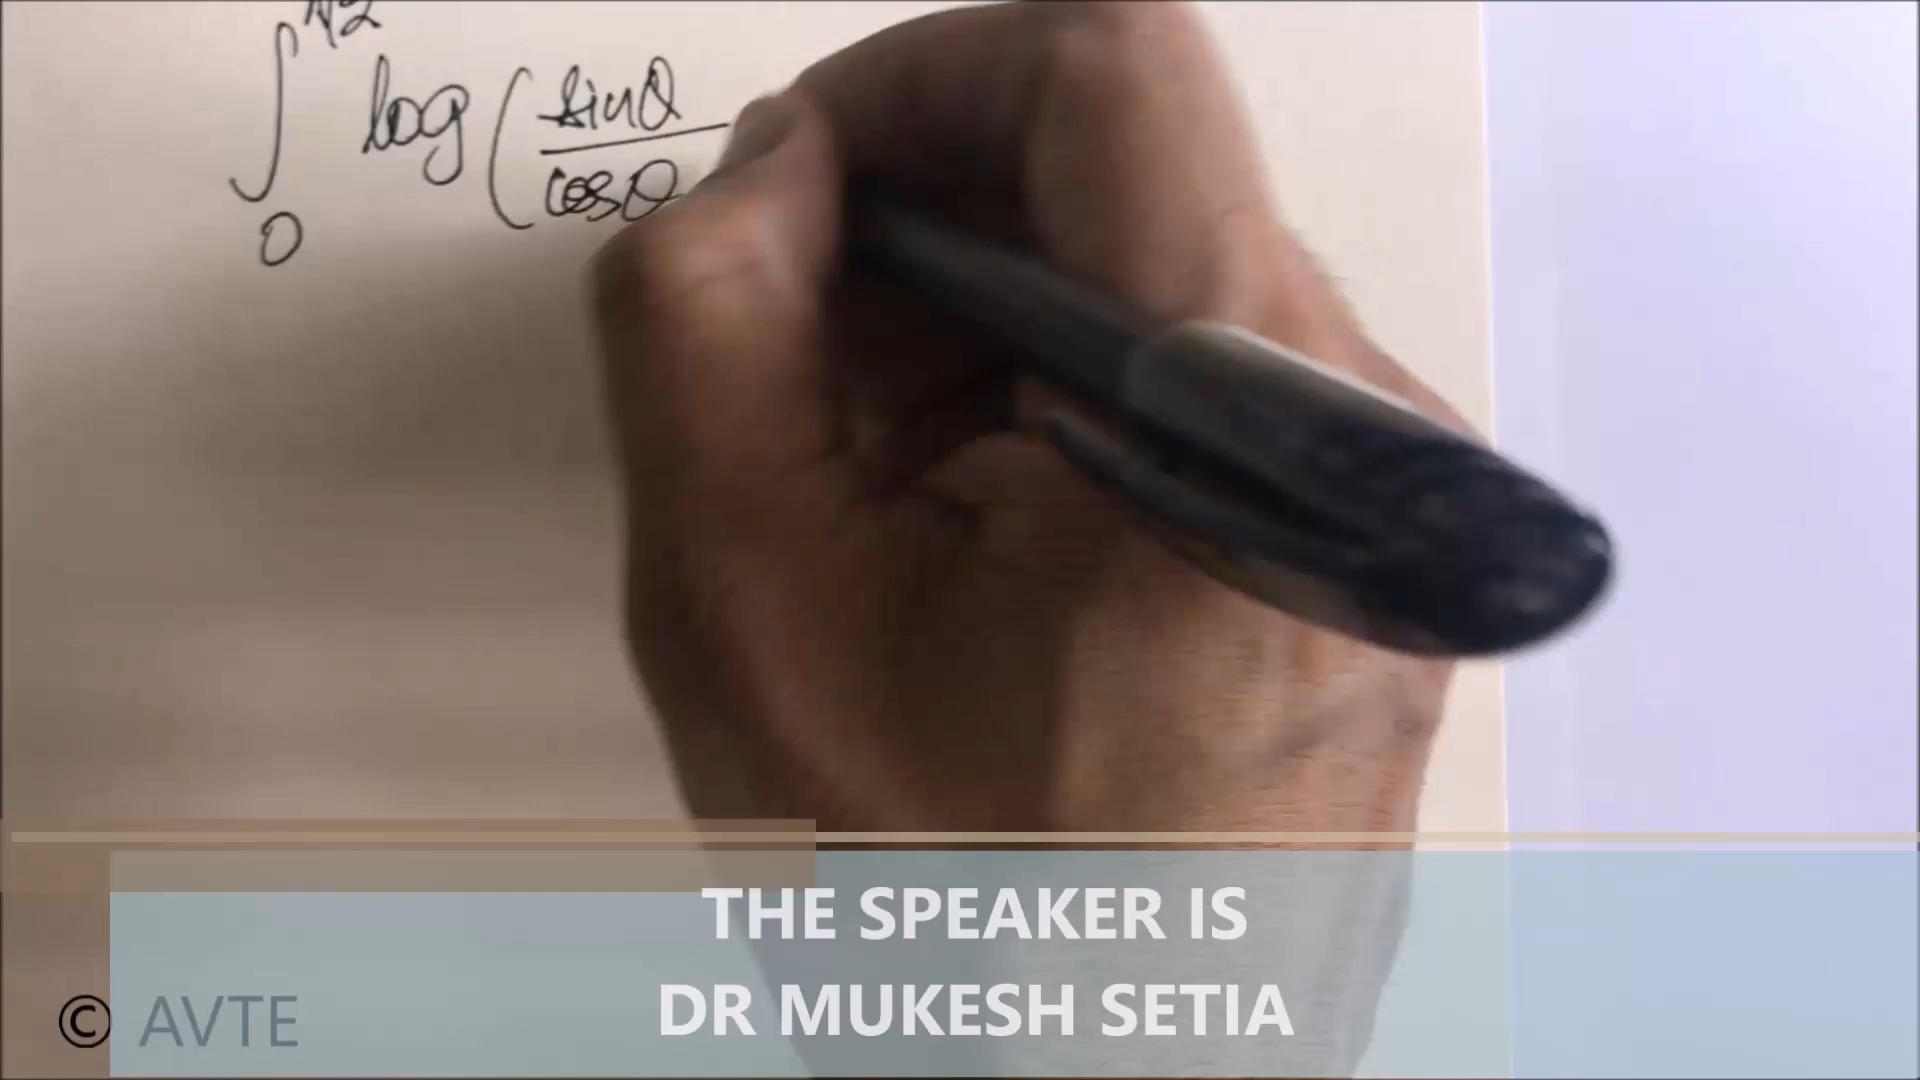 ∫₀^π/2 log (sinθ/cosθ
THE SPEAKER IS
DR MUKESH SETIA
© AVTE